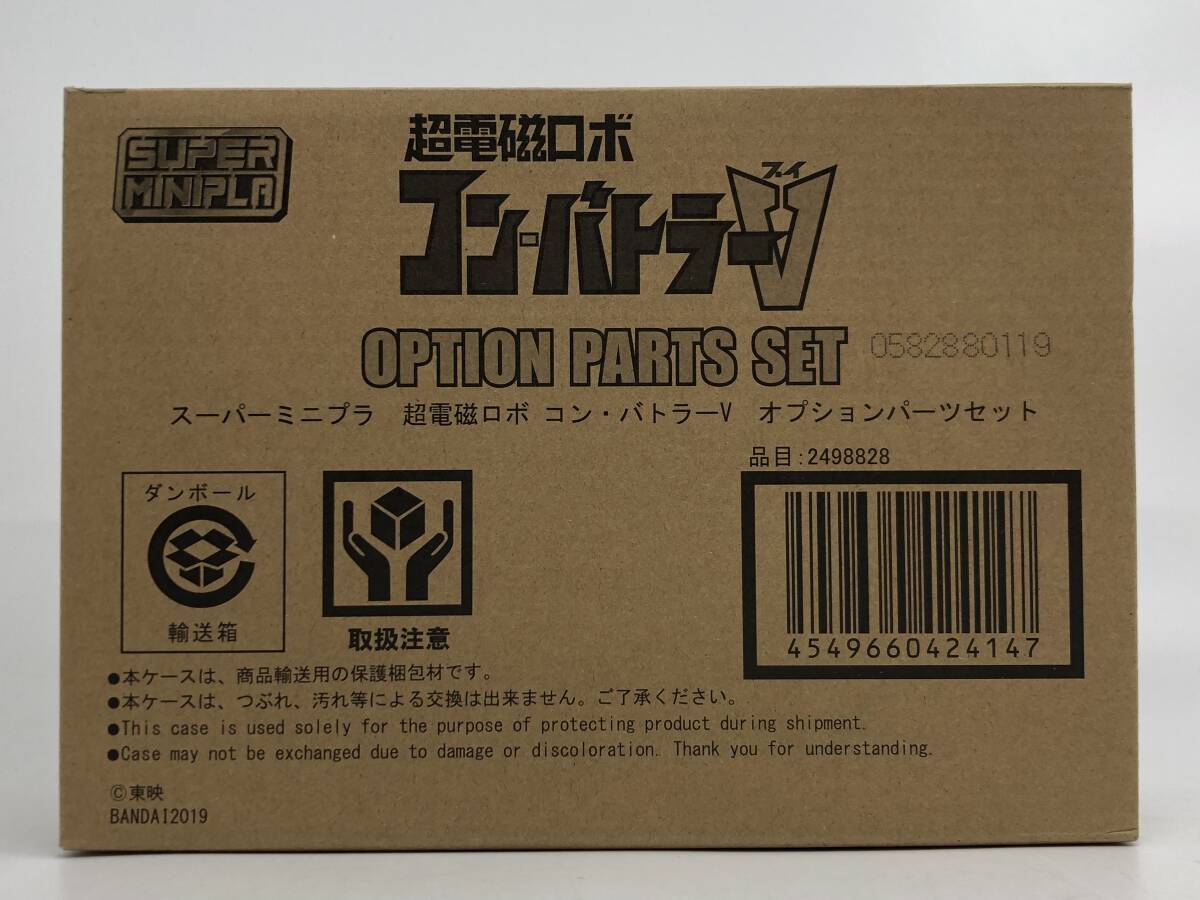 SUPER
MINIPLA
超電磁ロボ
ブイ
コン・バトラーV
OPTION PARTS SET
0582880119
スーパーミニプラ 超電磁ロボ コン・バトラーV オプションパーツセット
品目:2498828
ダンボール
輸送箱
取扱注意
4549660424147
●本ケースは、商品輸送用の保護梱包材です。
●本ケースは、つぶれ、汚れ等による交換は出来ません。ご了承ください。
●This case is used solely for the purpose of protecting product during shipment.
●Case may not be exchanged due to damage or discoloration. Thank you for understanding.
©東映
BANDAI2019